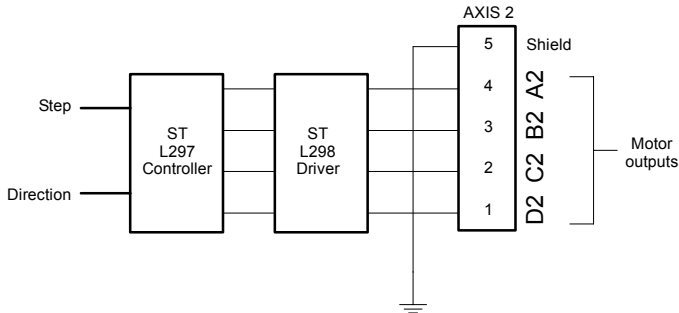 AXIS 2
5 Shield
4 A2
3 B2
2 C2
1 D2
Step
Direction
ST
L297
Controller
ST
L298
Driver
Motor
outputs